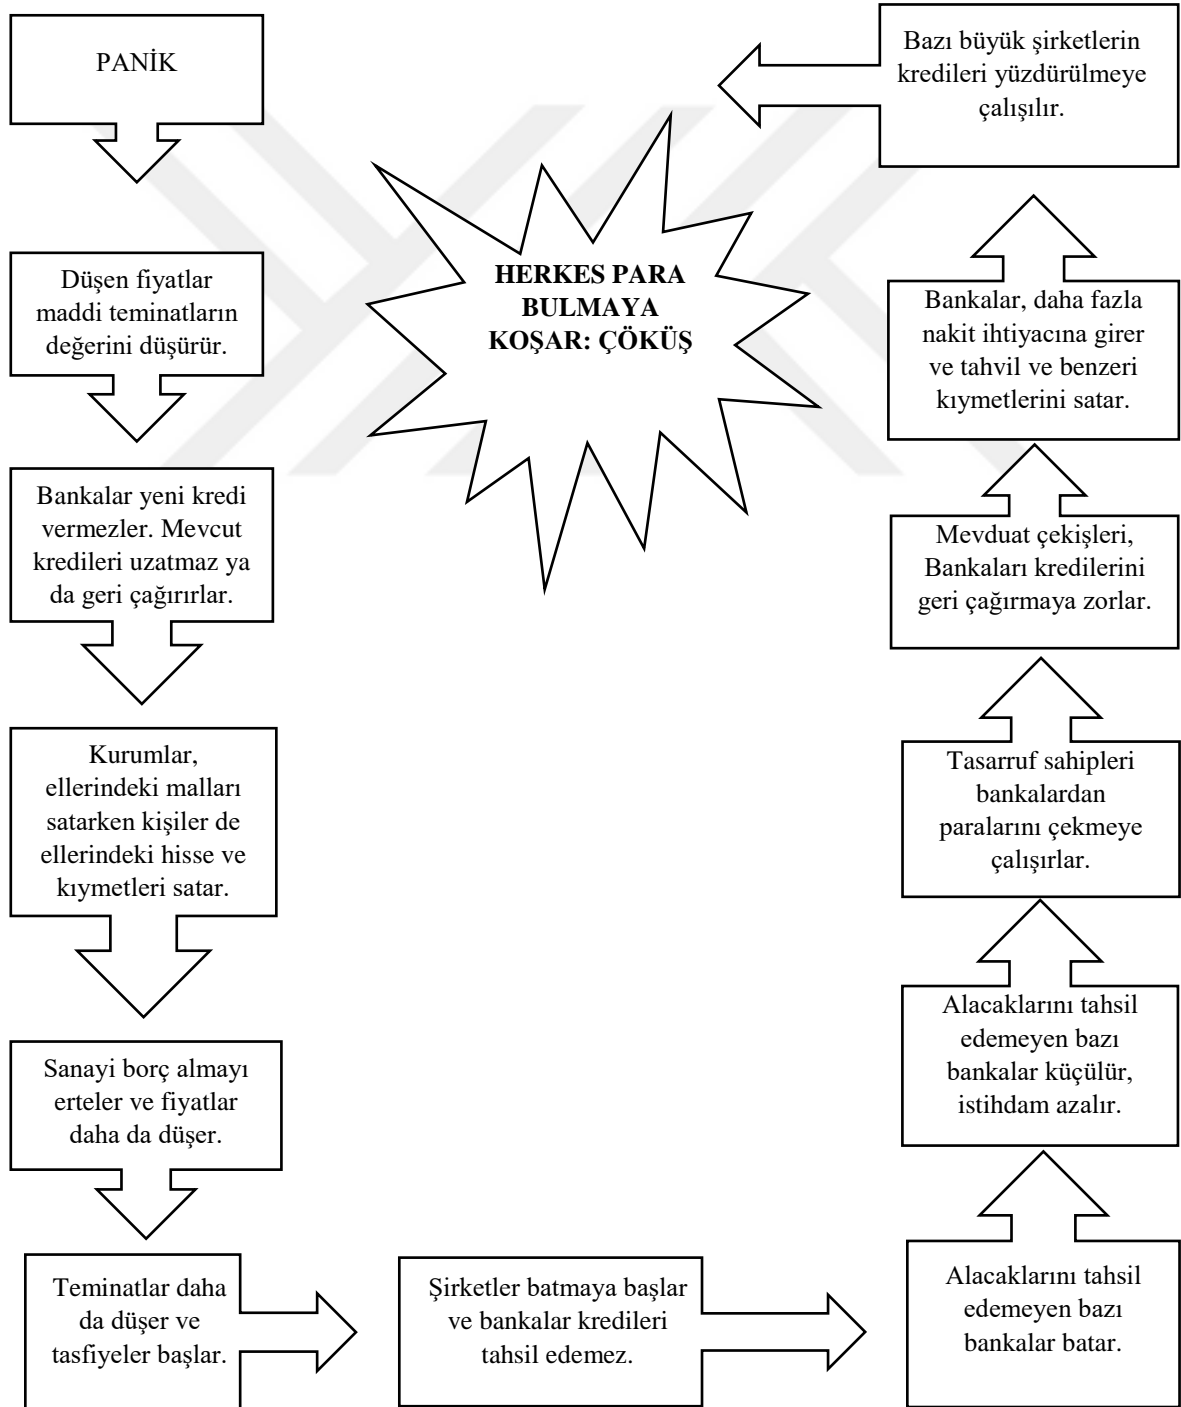 PANİK
Düşen fiyatlar
maddi teminatların
değerini düşürür.
Bankalar yeni kredi
vermezler. Mevcut
kredileri uzatmaz ya
da geri çağırırlar.
Kurumlar,
ellerindeki malları
satarken kişiler de
ellerindeki hisse ve
kıymetleri satar.
Sanayi borç almayı
erteler ve fiyatlar
daha da düşer.
Teminatlar daha
da düşer ve
tasfiyeler başlar.
Şirketler batmaya başlar
ve bankalar kredileri
tahsil edemez.
Alacaklarını tahsil
edemeyen bazı
bankalar batar.
Alacaklarını tahsil
edemeyen bazı
bankalar küçülür,
istihdam azalır.
Tasarruf sahipleri
bankalardan
paralarını çekmeye
çalışırlar.
Mevduat çekişleri,
Bankaları kredilerini
geri çağırmaya zorlar.
Bankalar, daha fazla
nakit ihtiyacına girer
ve tahvil ve benzeri
kıymetlerini satar.
Bazı büyük şirketlerin
kredileri yüzdürülmeye
çalışılır.
HERKES PARA
BULMAYA
KOŞAR: ÇÖKÜŞ